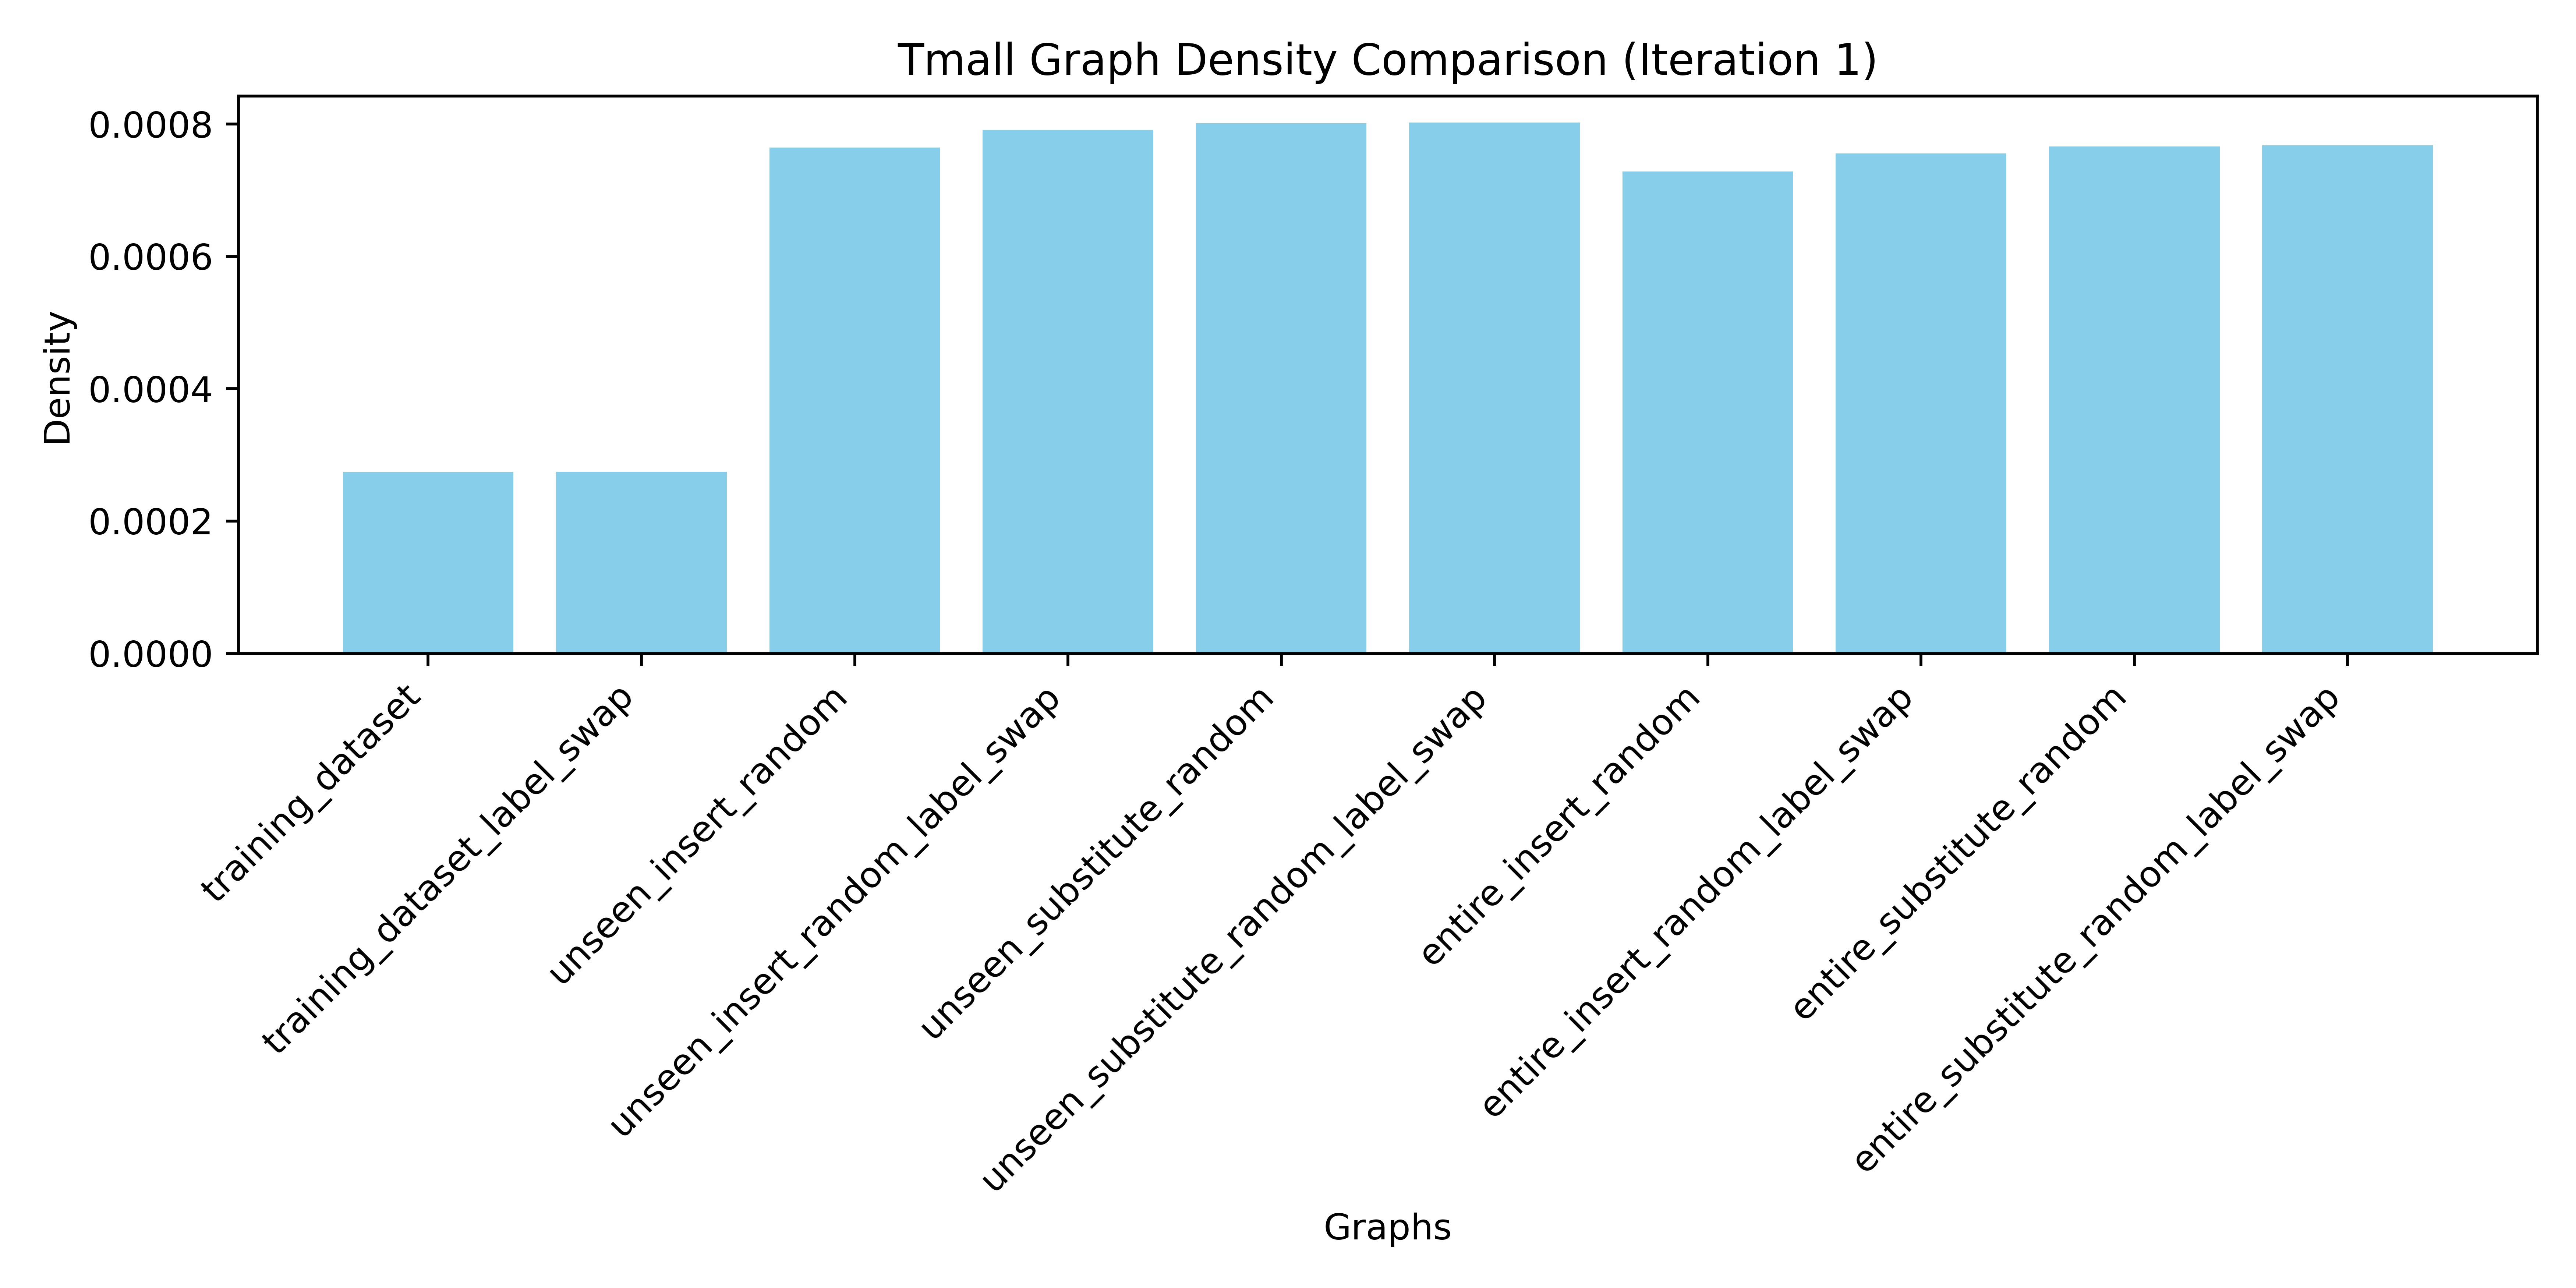 Tmall Graph Density Comparison (Iteration 1)
Density
0.0008
0.0006
0.0004
0.0002
0.0000
training_dataset
training_dataset_label_swap
unseen_insert_random
unseen_insert_random_label_swap
unseen_substitute_random
unseen_substitute_random_label_swap
entire_insert_random
entire_insert_random_label_swap
entire_substitute_random
entire_substitute_random_label_swap
Graphs